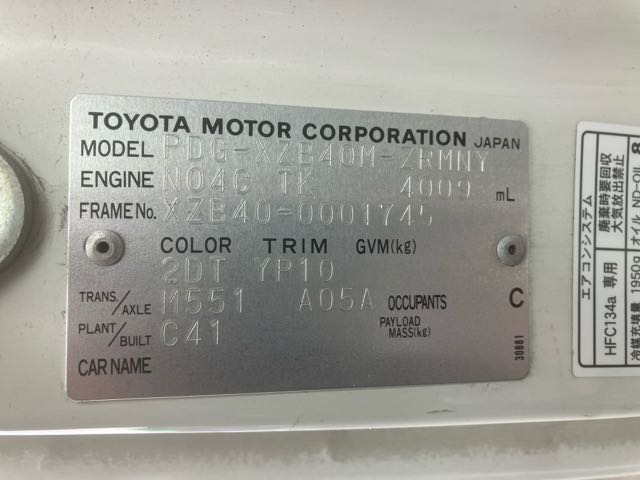 TOYOTA MOTOR CORPORATION JAPAN
MODEL PDG-XZB40M-ZRMNY
ENGINE N04C TK 4009 mL
FRAME No. XZB40-0001745
COLOR TRIM GVM(kg)
2DT YP10
TRANS./AXLE M551 A05A OCCUPANTS C
PLANT/BUILT C41 PAYLOAD MASS(kg)
CAR NAME
30881
エアコンシステム
廃棄時要回収
大気放出禁止
HFC134a 専用
冷媒充填量 1950g オイル ND-OIL 8